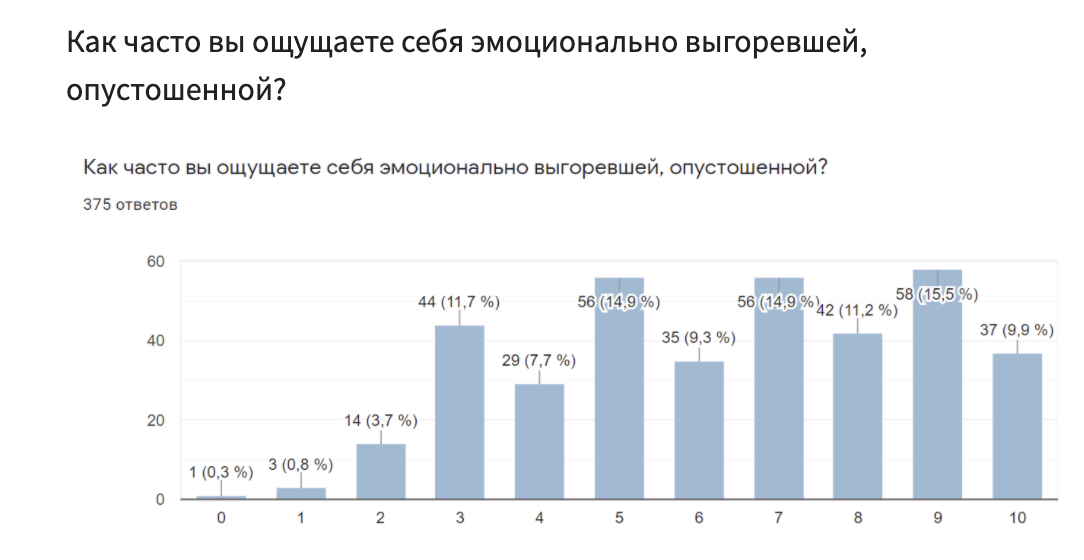 Как часто вы ощущаете себя эмоционально выгоревшей,
опустошенной?
Как часто вы ощущаете себя эмоционально выгоревшей, опустошенной?
375 ответов
60
40
20
0
1 (0,3 %)
3 (0,8 %)
14 (3,7 %)
44 (11,7 %)
29 (7,7 %)
56 (14,9 %)
35 (9,3 %)
56 (14,9 %)
42 (11,2 %)
58 (15,5 %)
37 (9,9 %)
0 1 2 3 4 5 6 7 8 9 10